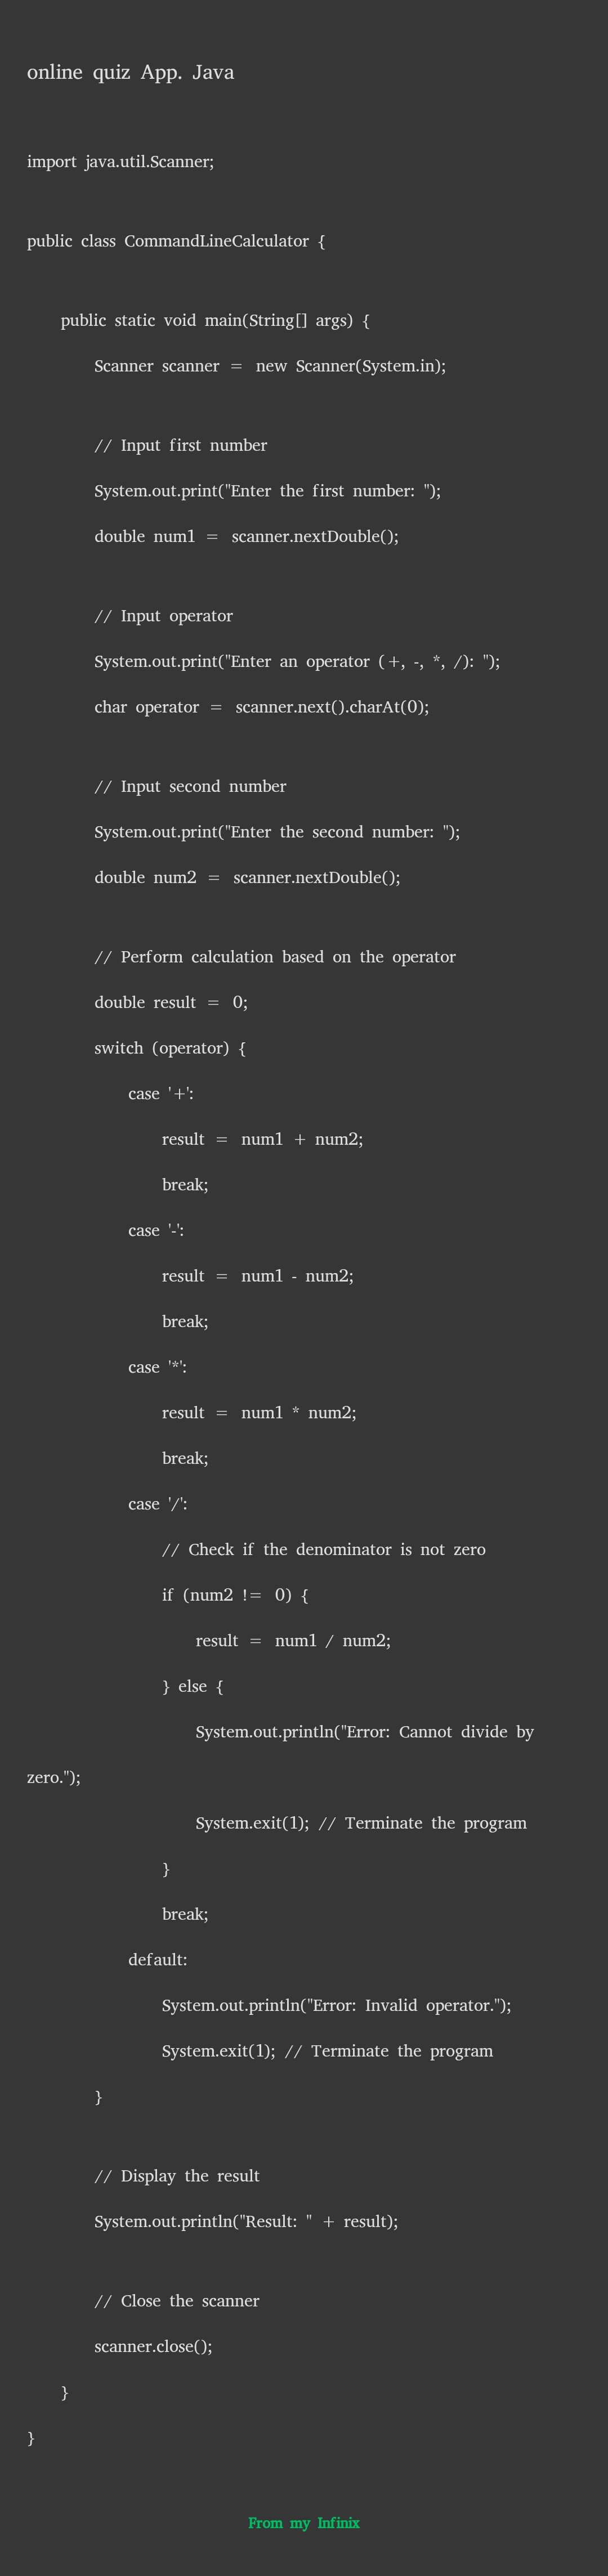 online quiz App. Java
import java.util.Scanner;
public class CommandLineCalculator {
public static void main(String[] args) {
Scanner scanner = new Scanner(System.in);
// Input first number
System.out.print("Enter the first number: ");
double num1 = scanner.nextDouble();
// Input operator
System.out.print("Enter an operator (+, -, *, /): ");
char operator = scanner.next().charAt(0);
// Input second number
System.out.print("Enter the second number: ");
double num2 = scanner.nextDouble();
// Perform calculation based on the operator
double result = 0;
switch (operator) {
case '+':
result = num1 + num2;
break;
case '-':
result = num1 - num2;
break;
case '*':
result = num1 * num2;
break;
case '/':
// Check if the denominator is not zero
if (num2 != 0) {
result = num1 / num2;
} else {
System.out.println("Error: Cannot divide by
zero.");
System.exit(1); // Terminate the program
}
break;
default:
System.out.println("Error: Invalid operator.");
System.exit(1); // Terminate the program
}
// Display the result
System.out.println("Result: " + result);
// Close the scanner
scanner.close();
}
}
From my Infinix